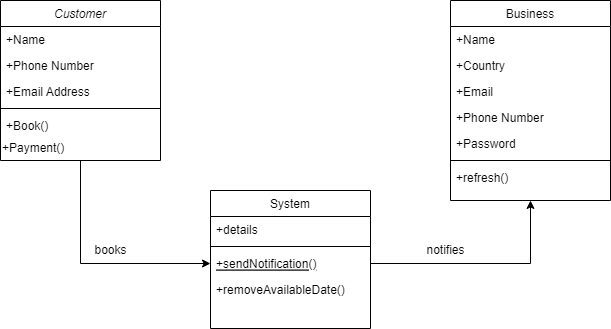 Customer
+Name
+Phone Number
+Email Address
+Book()
+Payment()
Business
+Name
+Country
+Email
+Phone Number
+Password
+refresh()
System
+details
+sendNotification()
+removeAvailableDate()
books
notifies